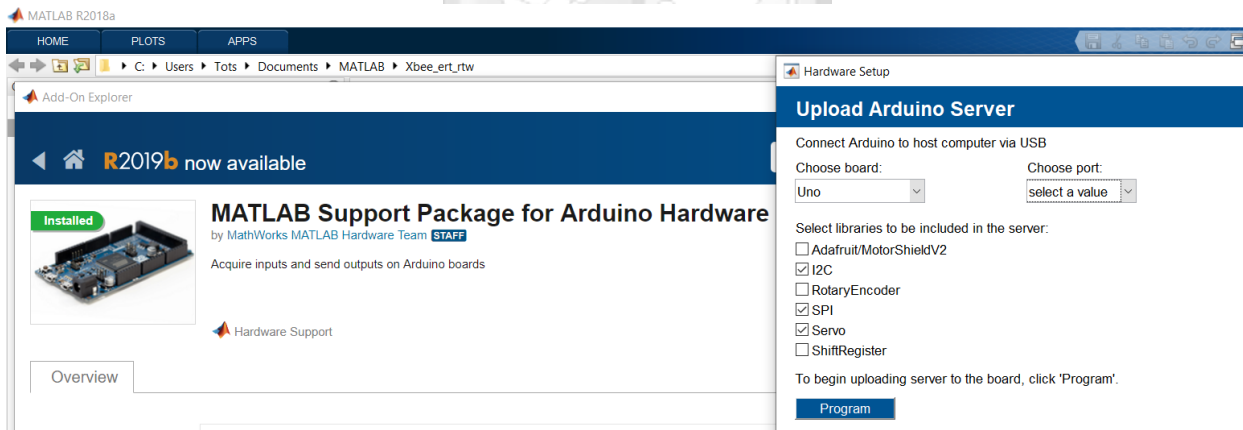 MATLAB R2018a
HOME PLOTS APPS
C: Users Tots Documents MATLAB Xbee_ert_rtw
Add-On Explorer
R2019b now available
Installed
MATLAB Support Package for Arduino Hardware
by MathWorks MATLAB Hardware Team STAFF
Acquire inputs and send outputs on Arduino boards
Hardware Support
Overview
Hardware Setup
Upload Arduino Server
Connect Arduino to host computer via USB
Choose board: Choose port:
Uno select a value
Select libraries to be included in the server:
Adafruit/MotorShieldV2
I2C
RotaryEncoder
SPI
Servo
ShiftRegister
To begin uploading server to the board, click 'Program'.
Program